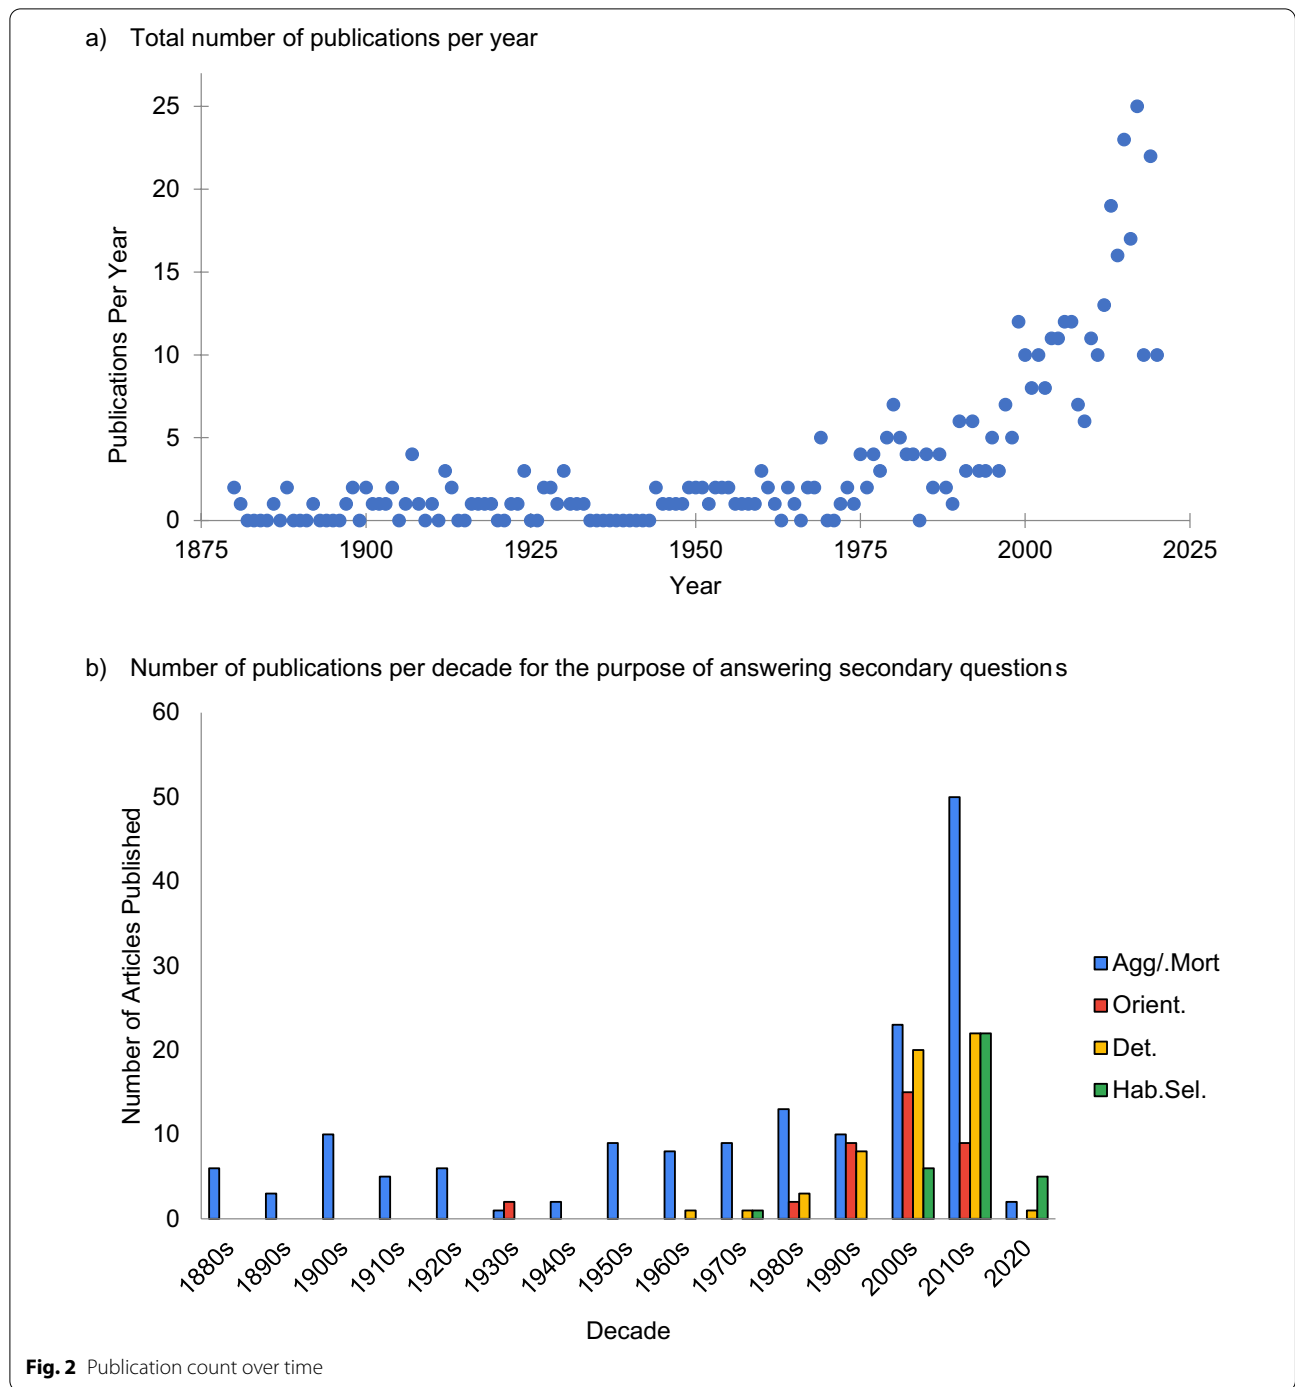 a) Total number of publications per year
25
20
15
10
5
0
Publications Per Year
1875 1900 1925 1950 1975 2000 2025
Year
b) Number of publications per decade for the purpose of answering secondary questions
60
50
40
30
20
10
0
Number of Articles Published
Agg/.Mort
Orient.
Det.
Hab.Sel.
1880s 1890s 1900s 1910s 1920s 1930s 1940s 1950s 1960s 1970s 1980s 1990s 2000s 2010s 2020
Decade
Fig. 2 Publication count over time